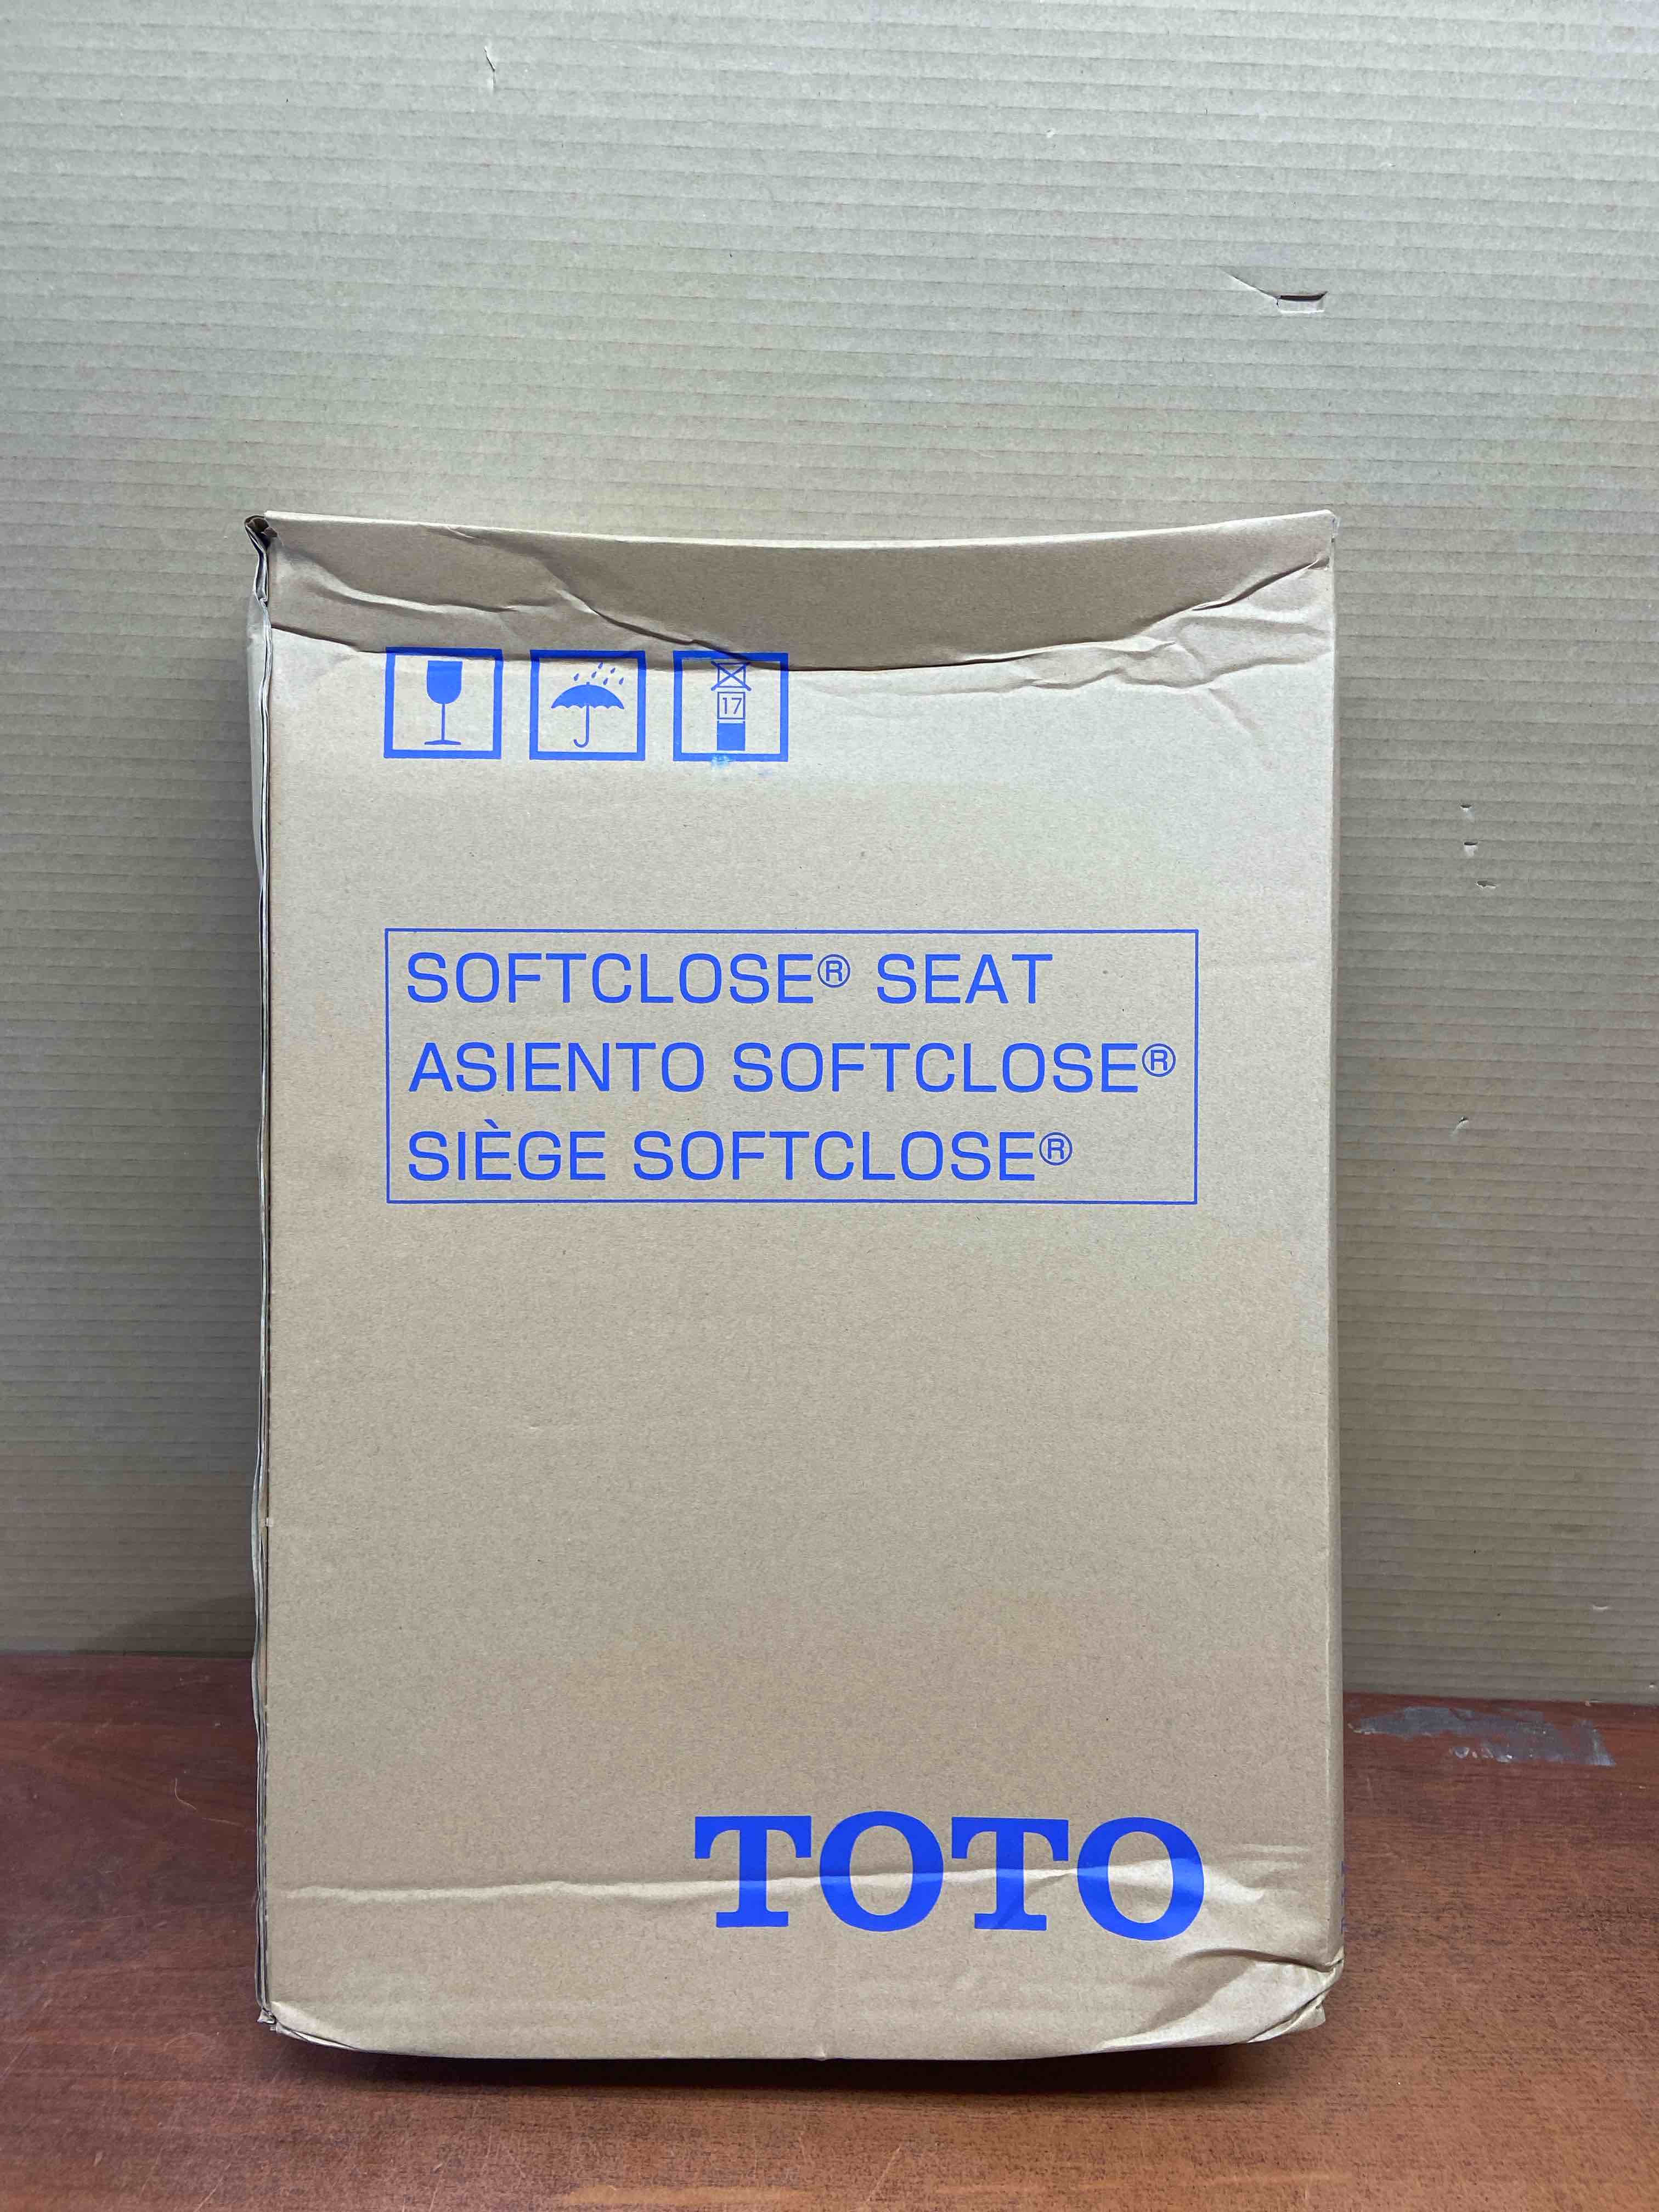 17
SOFTCLOSE® SEAT
ASIENTO SOFTCLOSE®
SIÈGE SOFTCLOSE®
TOTO